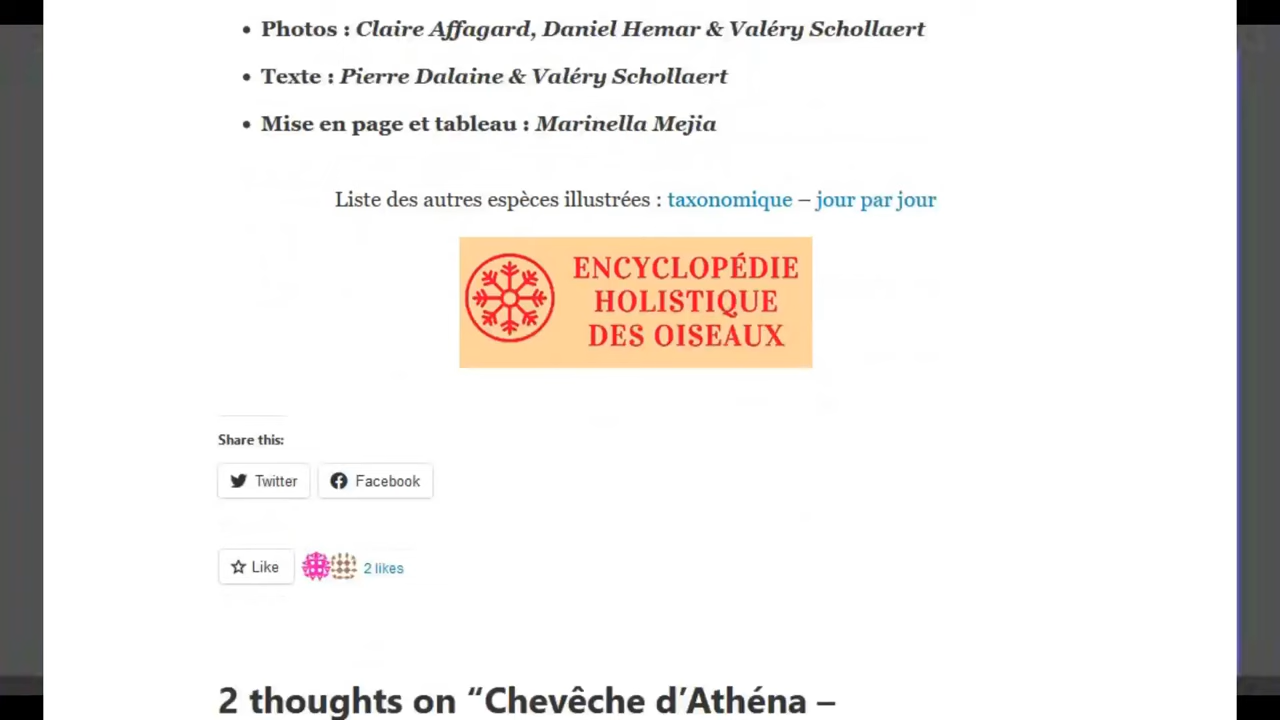 Photos : Claire Affagard, Daniel Hemar & Valéry Schollaert
Texte : Pierre Dalaine & Valéry Schollaert
Mise en page et tableau : Marinella Mejia
Liste des autres espèces illustrées : taxonomique – jour par jour
ENCYCLOPÉDIE
HOLISTIQUE
DES OISEAUX
Share this:
Twitter Facebook
Like 2 likes
2 thoughts on “Chevêche d’Athéna –